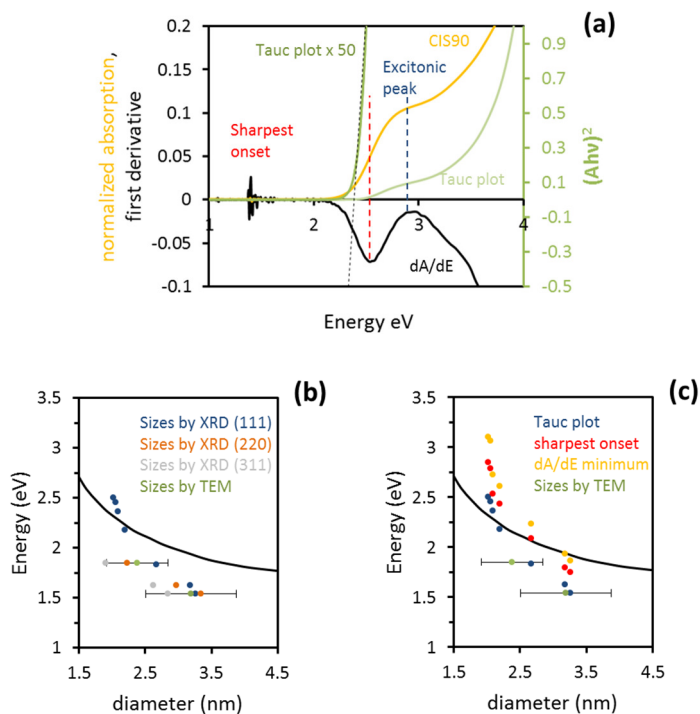 (a)
normalized absorption,
first derivative
0.2
0.15
0.1
0.05
0
-0.05
-0.1
Tauc plot x 50
CIS90
Excitonic
peak
Sharpest
onset
Tauc plot
dA/dE
1
2
3
4
0.9
0.7
0.5
0.3
0.1
-0.1
-0.3
-0.5
(Ahν)2
Energy eV
(b)
Energy (eV)
3.5
3
2.5
2
1.5
1
Sizes by XRD (111)
Sizes by XRD (220)
Sizes by XRD (311)
Sizes by TEM
1.5
2.5
3.5
4.5
diameter (nm)
(c)
Energy (eV)
3.5
3
2.5
2
1.5
1
Tauc plot
sharpest onset
dA/dE minimum
Sizes by TEM
1.5
2.5
3.5
4.5
diameter (nm)